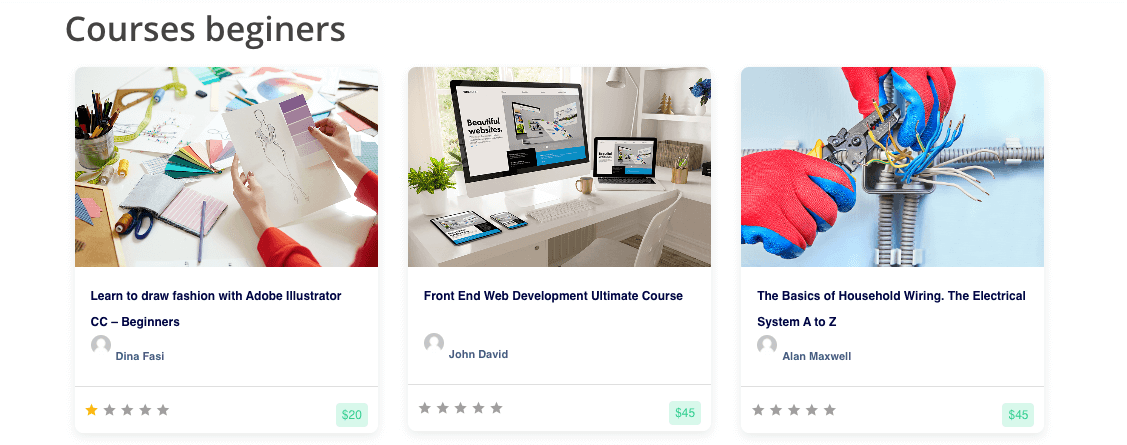 Courses beginers
Beautiful
websites.
Learn to draw fashion with Adobe Illustrator
CC – Beginners
Dina Fasi
$20
Front End Web Development Ultimate Course
John David
$45
The Basics of Household Wiring. The Electrical
System A to Z
Alan Maxwell
$45